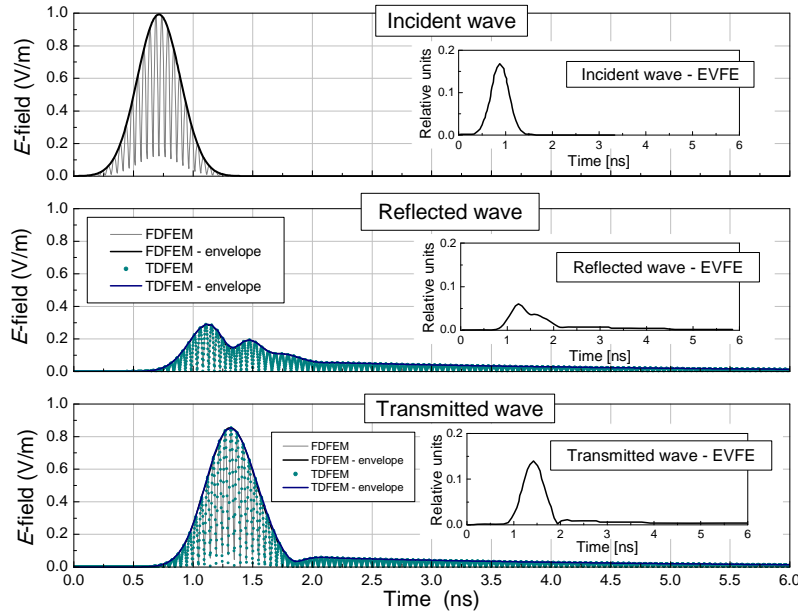 Incident wave
E-field (V/m)
1.0
0.8
0.6
0.4
0.2
0.0
Relative units
0.2
0.1
0.0
Incident wave - EVFE
0 1 2 3 4 5 6
Time [ns]
Reflected wave
E-field (V/m)
1.0
0.8
0.6
0.4
0.2
0.0
FDFEM
FDFEM - envelope
TDFEM
TDFEM - envelope
Relative units
0.2
0.1
0.0
Reflected wave - EVFE
0 1 2 3 4 5 6
Time [ns]
Transmitted wave
E-field (V/m)
1.0
0.8
0.6
0.4
0.2
0.0
FDFEM
FDFEM - envelope
TDFEM
TDFEM - envelope
Relative units
0.2
0.1
0.0
Transmitted wave - EVFE
0 1 2 3 4 5 6
Time [ns]
0.0 0.5 1.0 1.5 2.0 2.5 3.0 3.5 4.0 4.5 5.0 5.5 6.0
Time (ns)